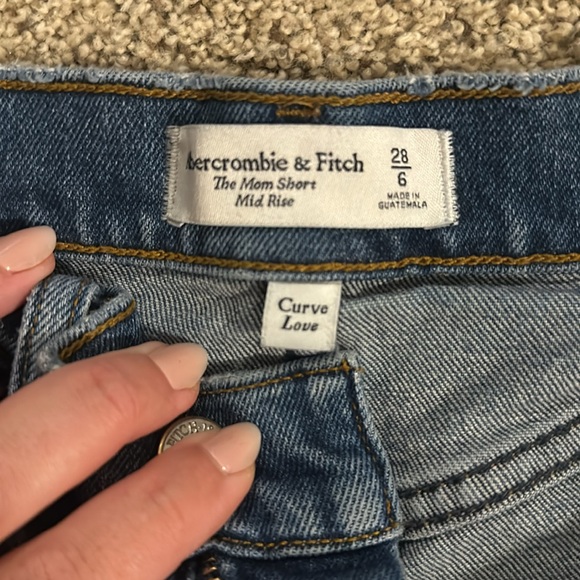 Abercrombie & Fitch
The Mom Short
Mid Rise
28
6
MADE IN
GUATEMALA
Curve
Love